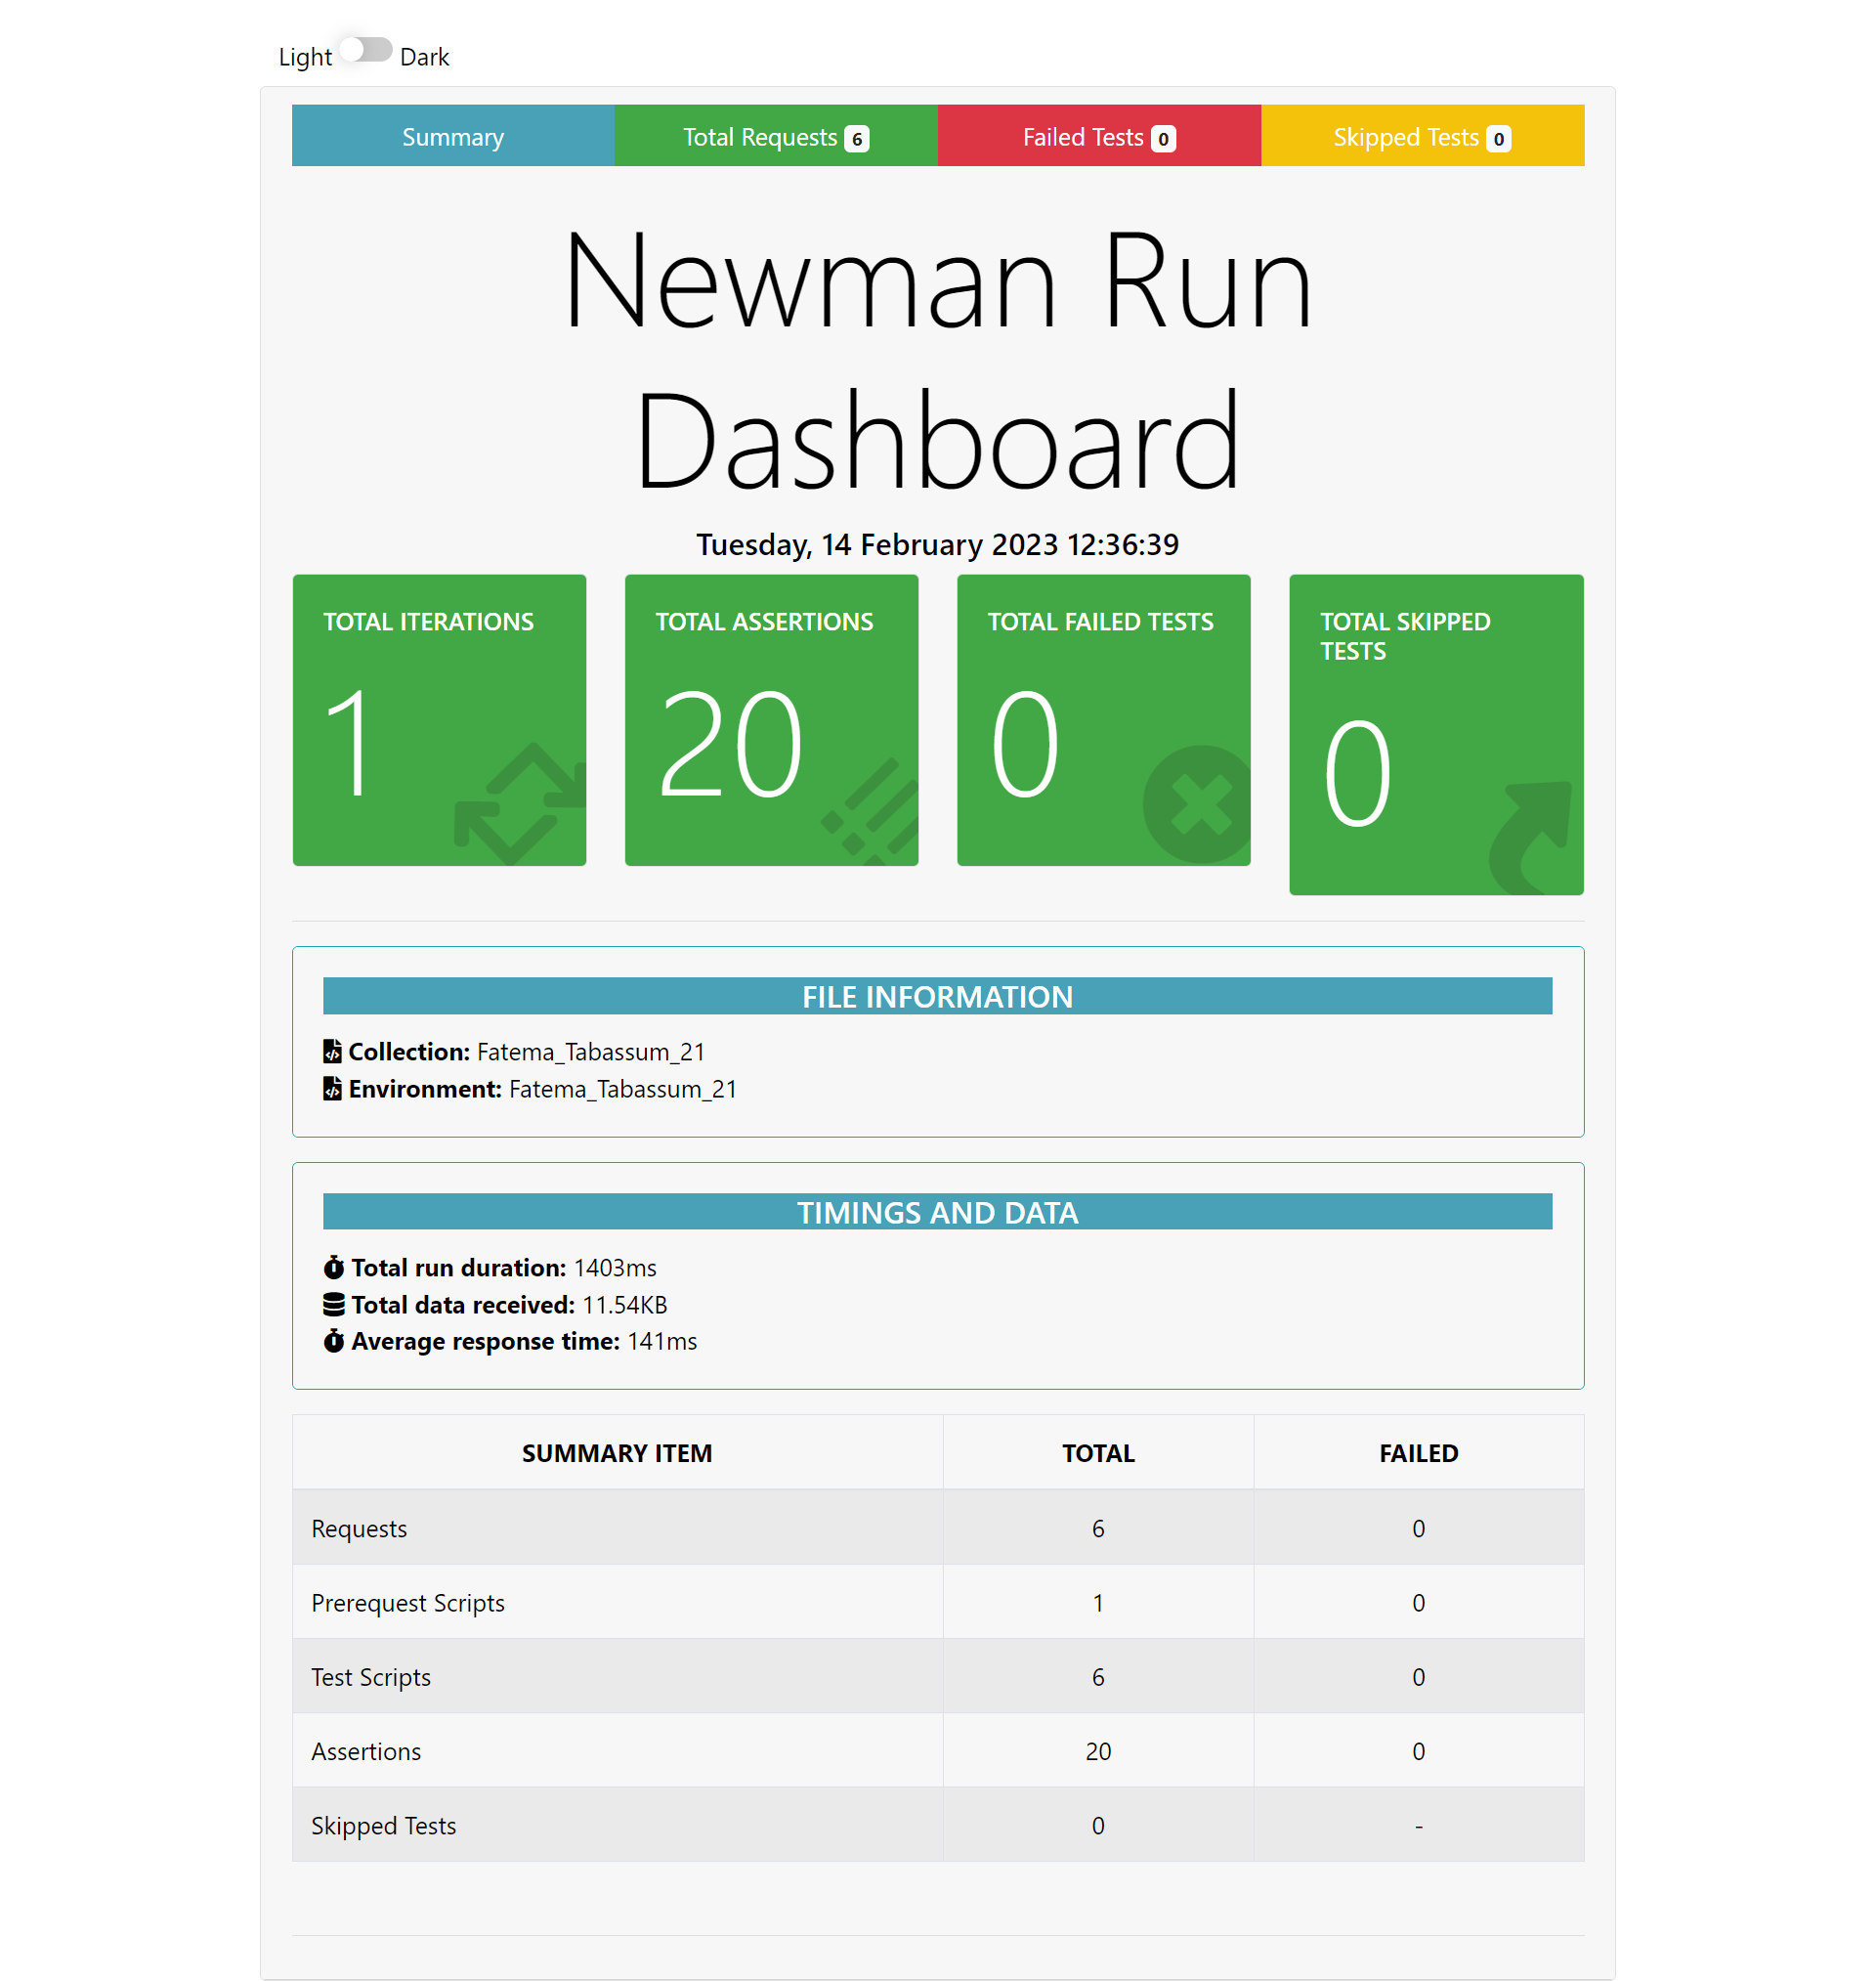 Light Dark
Summary Total Requests 6 Failed Tests 0 Skipped Tests 0
Newman Run
Dashboard
Tuesday, 14 February 2023 12:36:39
TOTAL ITERATIONS
1
TOTAL ASSERTIONS
20
TOTAL FAILED TESTS
0
TOTAL SKIPPED
TESTS
0
FILE INFORMATION
Collection: Fatema_Tabassum_21
Environment: Fatema_Tabassum_21
TIMINGS AND DATA
Total run duration: 1403ms
Total data received: 11.54KB
Average response time: 141ms
SUMMARY ITEM TOTAL FAILED
Requests 6 0
Prerequest Scripts 1 0
Test Scripts 6 0
Assertions 20 0
Skipped Tests 0 -